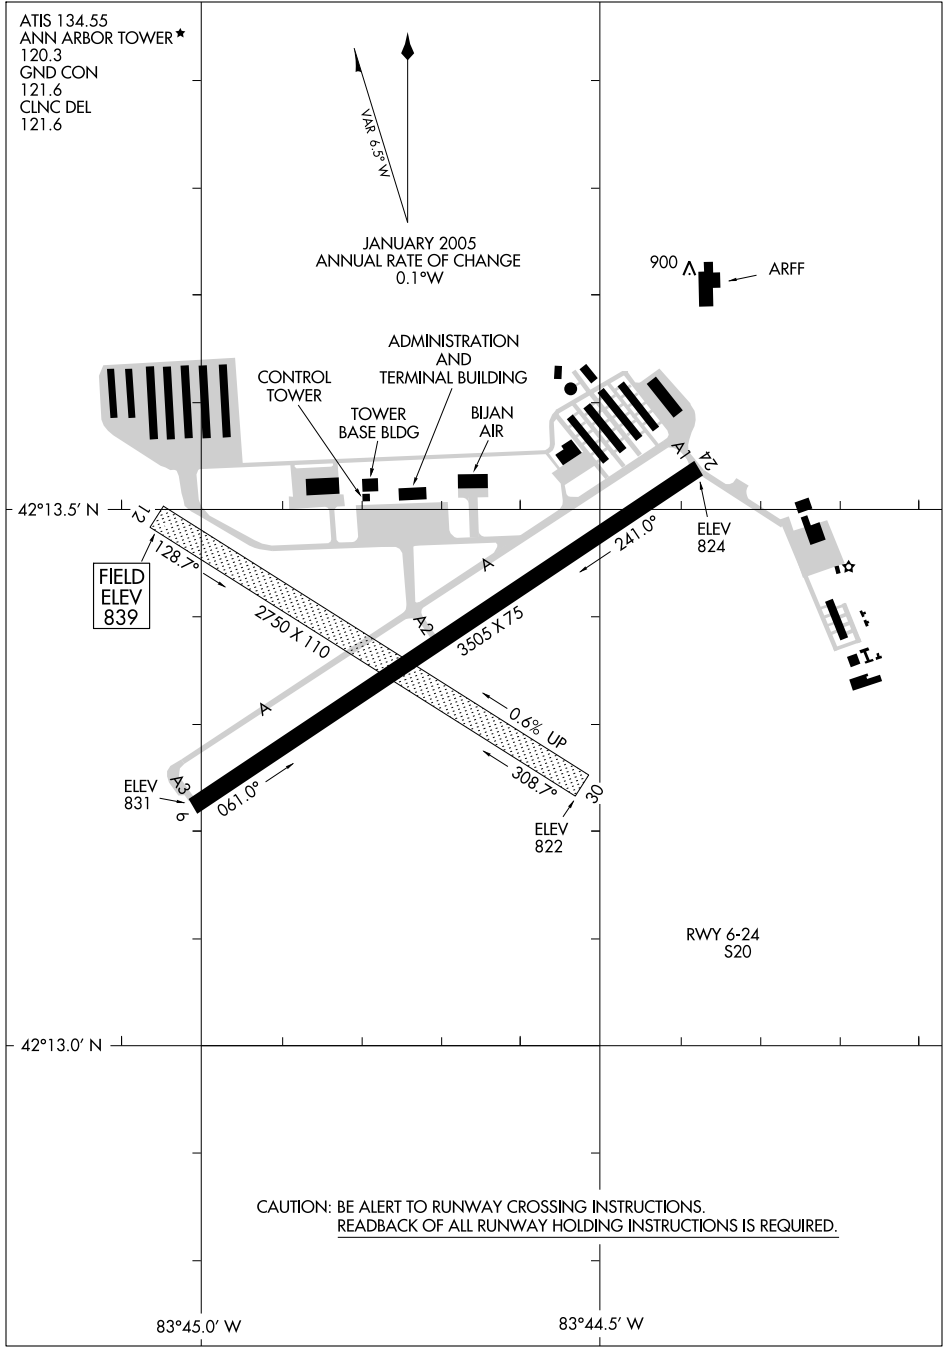 ATIS 134.55
ANN ARBOR TOWER★
120.3
GND CON
121.6
CLNC DEL
121.6
VAR 6.5° W
JANUARY 2005
ANNUAL RATE OF CHANGE
0.1°W
900
ARFF
ADMINISTRATION
AND
TERMINAL BUILDING
CONTROL
TOWER
TOWER
BASE BLDG
BIJAN
AIR
A1
24
42°13.5' N
12
ELEV
824
241.0°
128.7°
FIELD
ELEV
839
A
2750 X 110
A2
3505 X 75
A
0.6% UP
308.7°
30
ELEV
831
A3
6
061.0°
ELEV
822
RWY 6-24
S20
42°13.0' N
CAUTION: BE ALERT TO RUNWAY CROSSING INSTRUCTIONS.
READBACK OF ALL RUNWAY HOLDING INSTRUCTIONS IS REQUIRED.
83°45.0' W
83°44.5' W